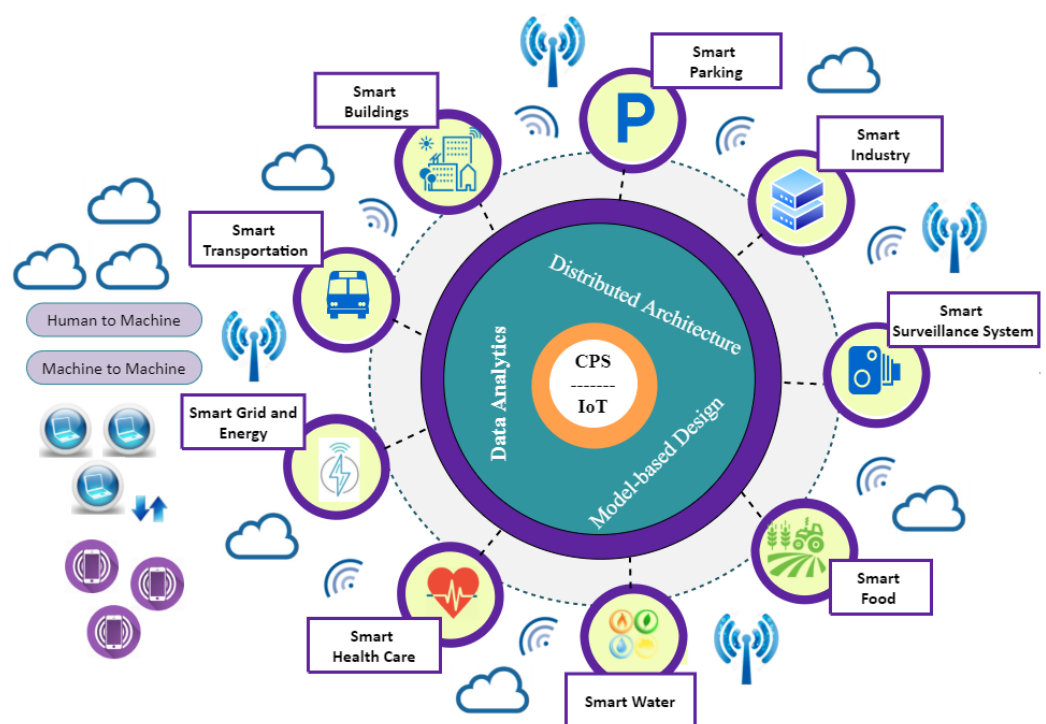 Smart
Parking
Smart
Buildings
Smart
Industry
Smart
Transportation
Smart
Surveillance System
Human to Machine
Machine to Machine
Smart Grid and
Energy
Smart
Food
Smart
Health Care
Smart Water
P
Distributed Architecture
Data Analytics
Model-based Design
CPS
-------
IoT